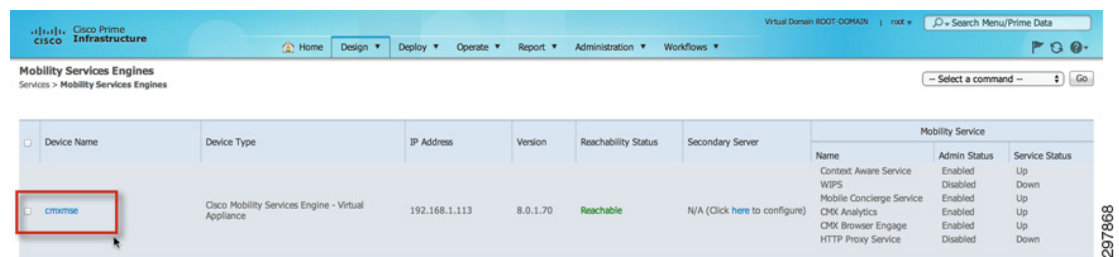 Virtual Domain ROOT-DOMAIN | root
Search Menu/Prime Data
Cisco Prime
CISCO Infrastructure
Home Design Deploy Operate Report Administration Workflows
Mobility Services Engines
Services > Mobility Services Engines
-- Select a command --
Go
Device Name
Device Type
IP Address
Version
Reachability Status
Secondary Server
Mobility Service
Name Admin Status Service Status
cmxmse
Cisco Mobility Services Engine - Virtual
Appliance
192.168.1.113
8.0.1.70
Reachable
N/A (Click here to configure)
Context Aware Service Enabled Up
WIPS Disabled Down
Mobile Concierge Service Enabled Up
CMX Analytics Enabled Up
CMX Browser Engage Enabled Up
HTTP Proxy Service Disabled Down
297868